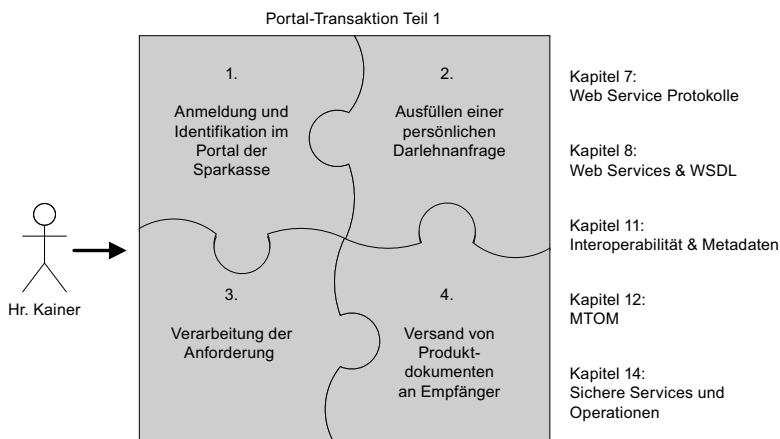 Portal-Transaktion Teil 1
1.
Anmeldung und
Identifikation im
Portal der
Sparkasse
2.
Ausfüllen einer
persönlichen
Darlehnanfrage
3.
Verarbeitung der
Anforderung
4.
Versand von
Produkt-
dokumenten
an Empfänger
Hr. Kainer
Kapitel 7:
Web Service Protokolle
Kapitel 8:
Web Services & WSDL
Kapitel 11:
Interoperabilität & Metadaten
Kapitel 12:
MTOM
Kapitel 14:
Sichere Services und
Operationen